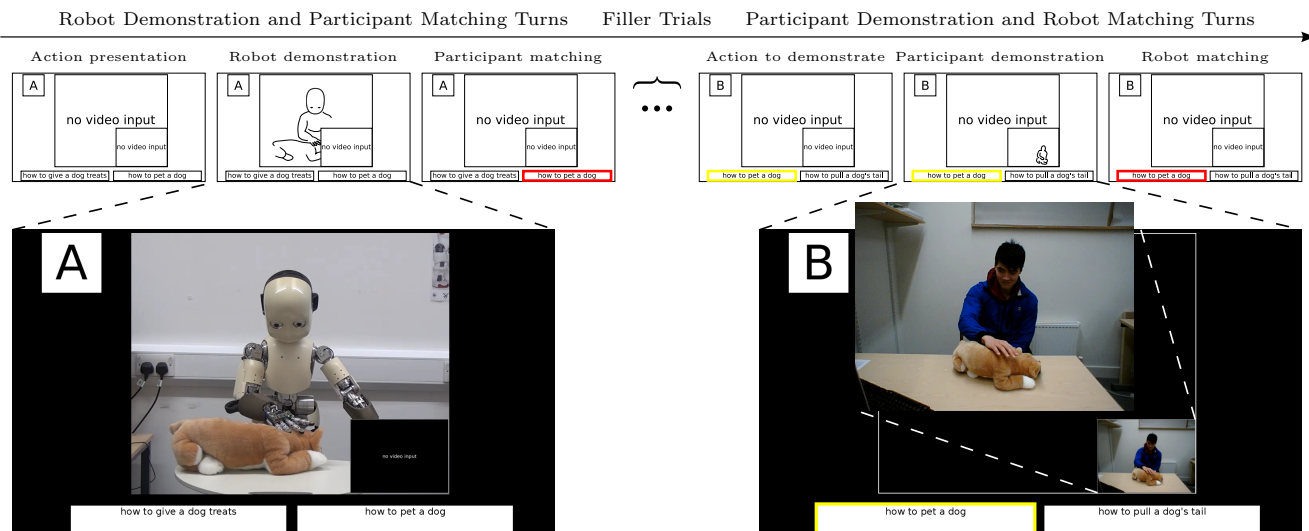 Robot Demonstration and Participant Matching Turns Filler Trials Participant Demonstration and Robot Matching Turns
Action presentation Robot demonstration Participant matching Action to demonstrate Participant demonstration Robot matching
A A A B B B
no video input no video input no video input no video input
no video input no video input no video input no video input no video input
how to give a dog treats how to pet a dog how to give a dog treats how to pet a dog how to give a dog treats how to pet a dog how to pet a dog how to pull a dog's tail how to pet a dog how to pull a dog's tail how to pet a dog how to pull a dog's tail
A B
no video input
how to give a dog treats how to pet a dog how to pet a dog how to pull a dog's tail